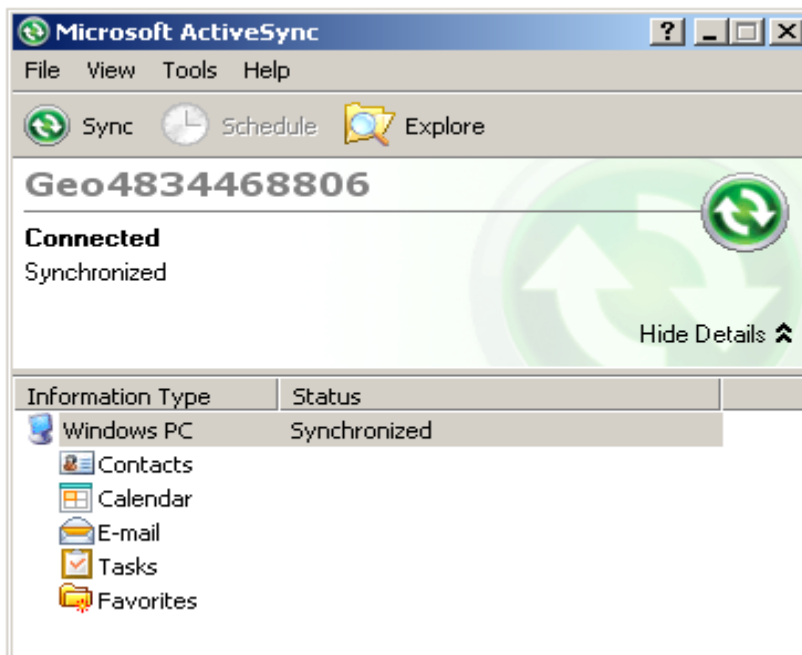 Microsoft ActiveSync
File View Tools Help
Sync Schedule Explore
Geo4834468806
Connected
Synchronized
Hide Details
Information Type Status
Windows PC Synchronized
Contacts
Calendar
E-mail
Tasks
Favorites